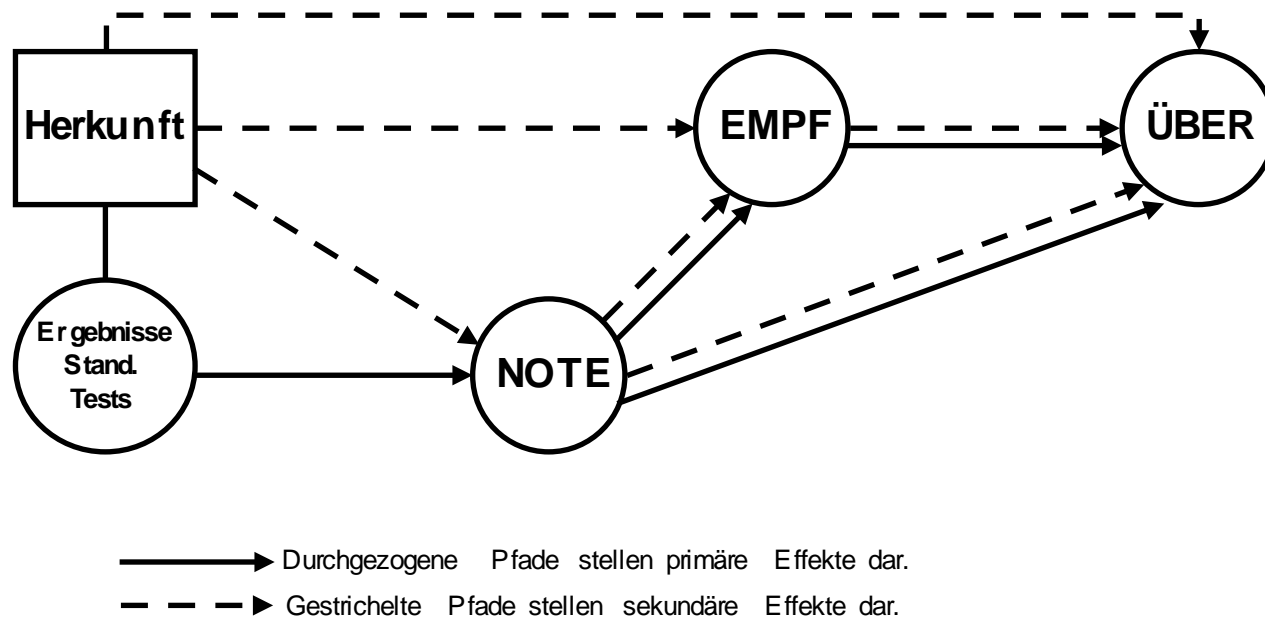 Herkunft
EMPF
ÜBER
Ergebnisse
Stand.
Tests
NOTE
Durchgezogene Pfade stellen primäre Effekte dar.
Gestrichelte Pfade stellen sekundäre Effekte dar.